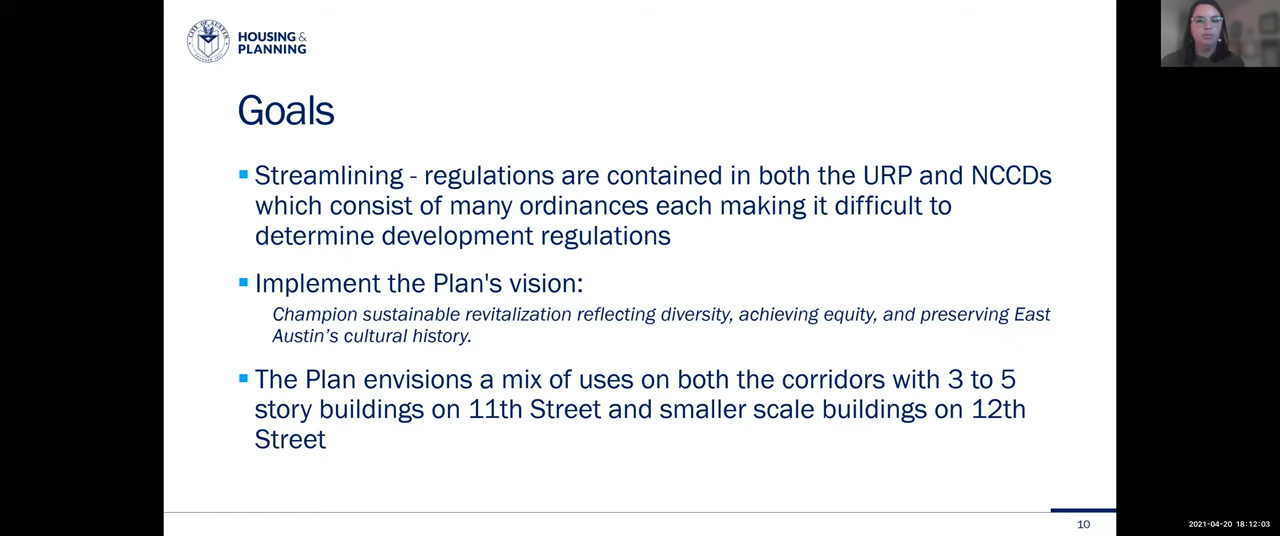 CITY OF AUSTIN
HOUSING &
PLANNING
Goals
Streamlining - regulations are contained in both the URP and NCCDs
which consist of many ordinances each making it difficult to
determine development regulations
Implement the Plan's vision:
Champion sustainable revitalization reflecting diversity, achieving equity, and preserving East
Austin’s cultural history.
The Plan envisions a mix of uses on both the corridors with 3 to 5
story buildings on 11th Street and smaller scale buildings on 12th
Street
10
2021-04-20 18:12:03